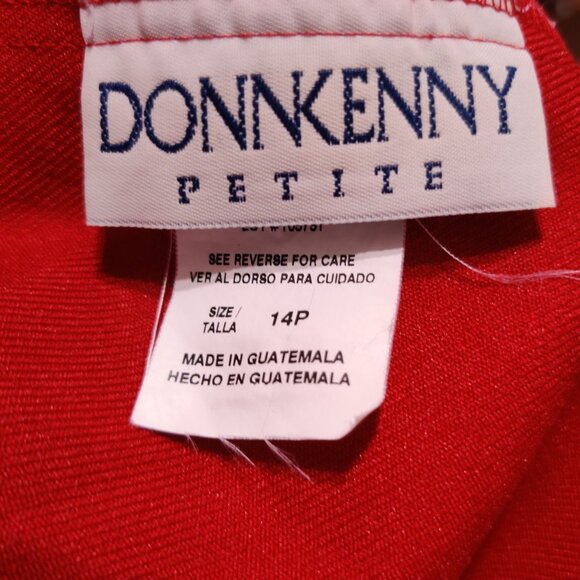 DONNKENNY
PETITE
SEE REVERSE FOR CARE
VER AL DORSO PARA CUIDADO
SIZE/
TALLA 14P
MADE IN GUATEMALA
HECHO EN GUATEMALA